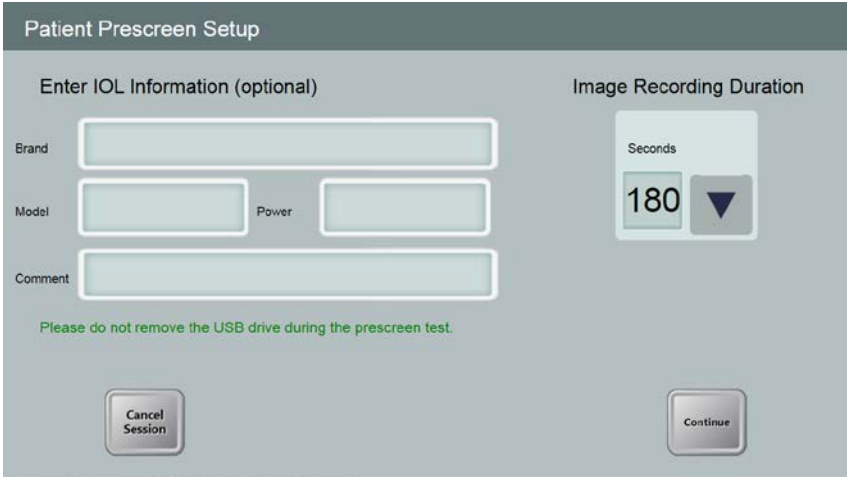 Patient Prescreen Setup
Enter IOL Information (optional)
Image Recording Duration
Brand
Seconds
180
Model
Power
Comment
Please do not remove the USB drive during the prescreen test.
Cancel
Session
Continue